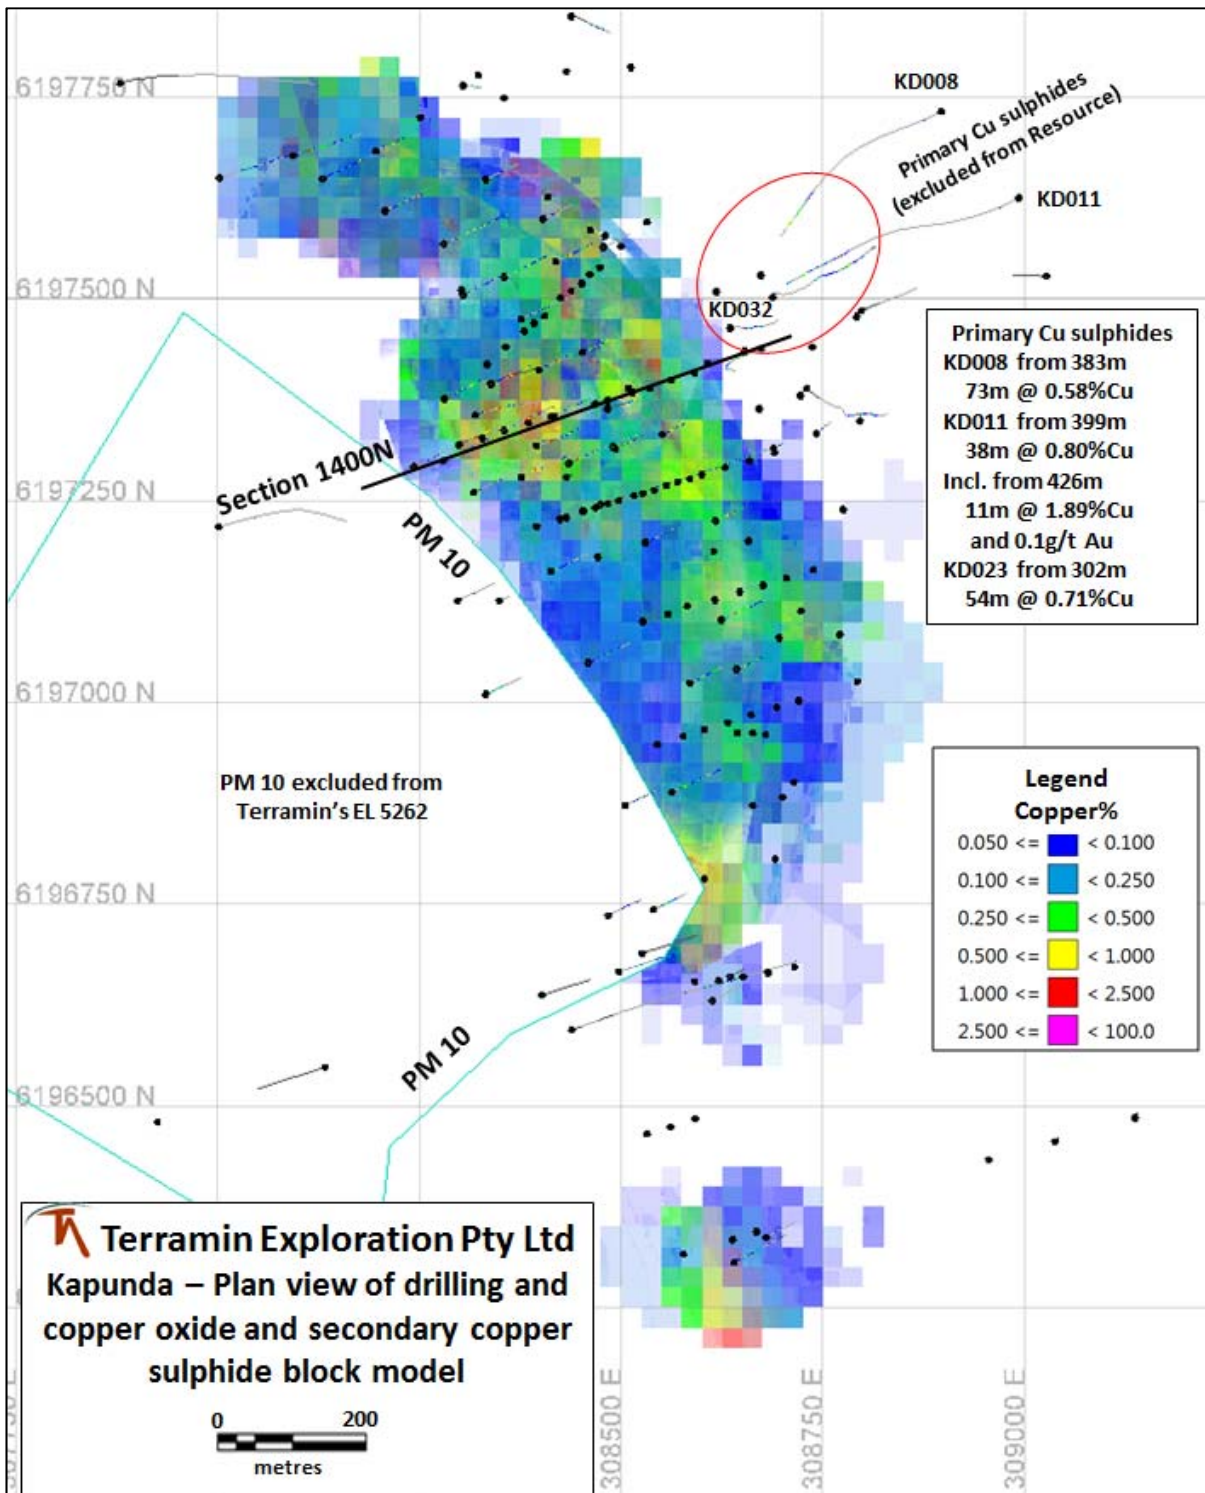 6197750 N
KD008
Primary Cu sulphides
(excluded from Resource)
KD011
6197500 N
KD032
Primary Cu sulphides
KD008 from 383m
73m @ 0.58%Cu
KD011 from 399m
38m @ 0.80%Cu
Incl. from 426m
11m @ 1.89%Cu
and 0.1g/t Au
KD023 from 302m
54m @ 0.71%Cu
Section 1400N
6197250 N
PM 10
6197000 N
PM 10 excluded from
Terramin's EL 5262
Legend
Copper%
0.050 <= < 0.100
0.100 <= < 0.250
0.250 <= < 0.500
0.500 <= < 1.000
1.000 <= < 2.500
2.500 <= < 100.0
6196750 N
PM 10
6196500 N
Terramin Exploration Pty Ltd
Kapunda – Plan view of drilling and
copper oxide and secondary copper
sulphide block model
0 200
metres
308500 E
308750 E
309000 E